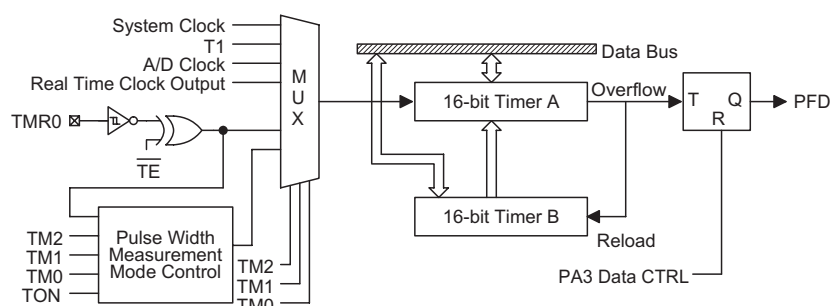 System Clock
T1
A/D Clock
Real Time Clock Output
TMR0
TE
M
U
X
Data Bus
16-bit Timer A
Overflow
T
Q
R
PFD
16-bit Timer B
Reload
PA3 Data CTRL
TM2
TM1
TM0
TON
Pulse Width
Measurement
Mode Control
TM2
TM1
TM0